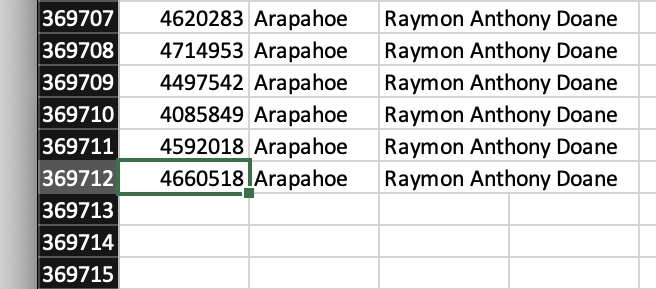 369707 4620283 Arapahoe Raymon Anthony Doane
369708 4714953 Arapahoe Raymon Anthony Doane
369709 4497542 Arapahoe Raymon Anthony Doane
369710 4085849 Arapahoe Raymon Anthony Doane
369711 4592018 Arapahoe Raymon Anthony Doane
369712 4660518 Arapahoe Raymon Anthony Doane
369713
369714
369715